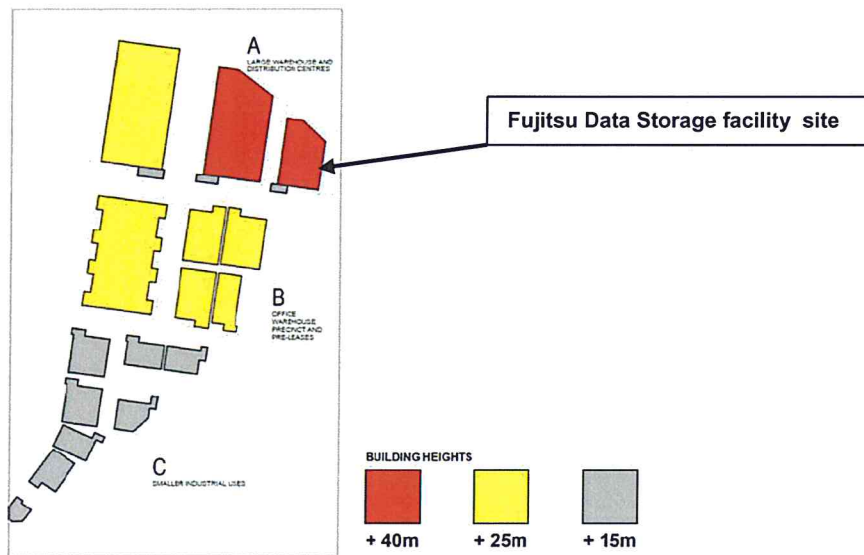 A
LARGE WAREHOUSE AND
DISTRIBUTION CENTRES
Fujitsu Data Storage facility site
B
OFFICE
WAREHOUSE
PRECINCT AND
PRE-LEASES
C
SMALLER INDUSTRIAL USES
BUILDING HEIGHTS
+ 40m
+ 25m
+ 15m